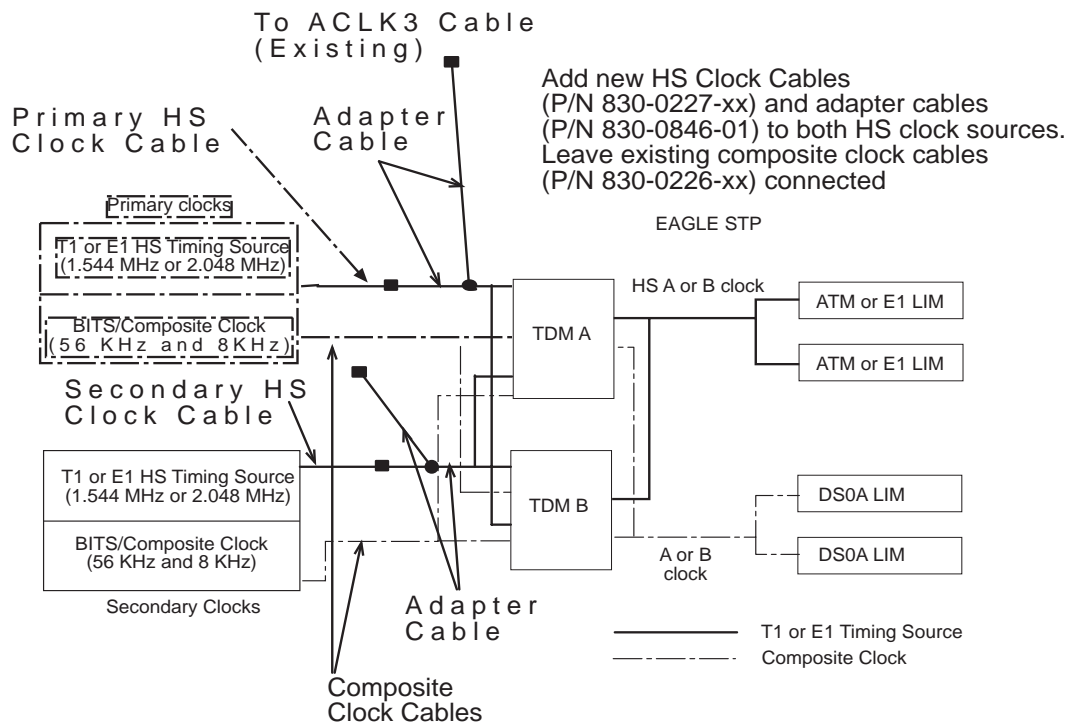 To ACLK3 Cable
(Existing)
Add new HS Clock Cables
(P/N 830-0227-xx) and adapter cables
(P/N 830-0846-01) to both HS clock sources.
Leave existing composite clock cables
(P/N 830-0226-xx) connected
Primary HS
Clock Cable
Adapter
Cable
Primary clocks
EAGLE STP
T1 or E1 HS Timing Source
(1.544 MHz or 2.048 MHz)
BITS/Composite Clock
(56 KHz and 8KHz)
TDM A
HS A or B clock
ATM or E1 LIM
ATM or E1 LIM
Secondary HS
Clock Cable
T1 or E1 HS Timing Source
(1.544 MHz or 2.048 MHz)
BITS/Composite Clock
(56 KHz and 8 KHz)
Secondary Clocks
TDM B
DS0A LIM
DS0A LIM
A or B
clock
Adapter
Cable
Composite
Clock Cables
T1 or E1 Timing Source
Composite Clock